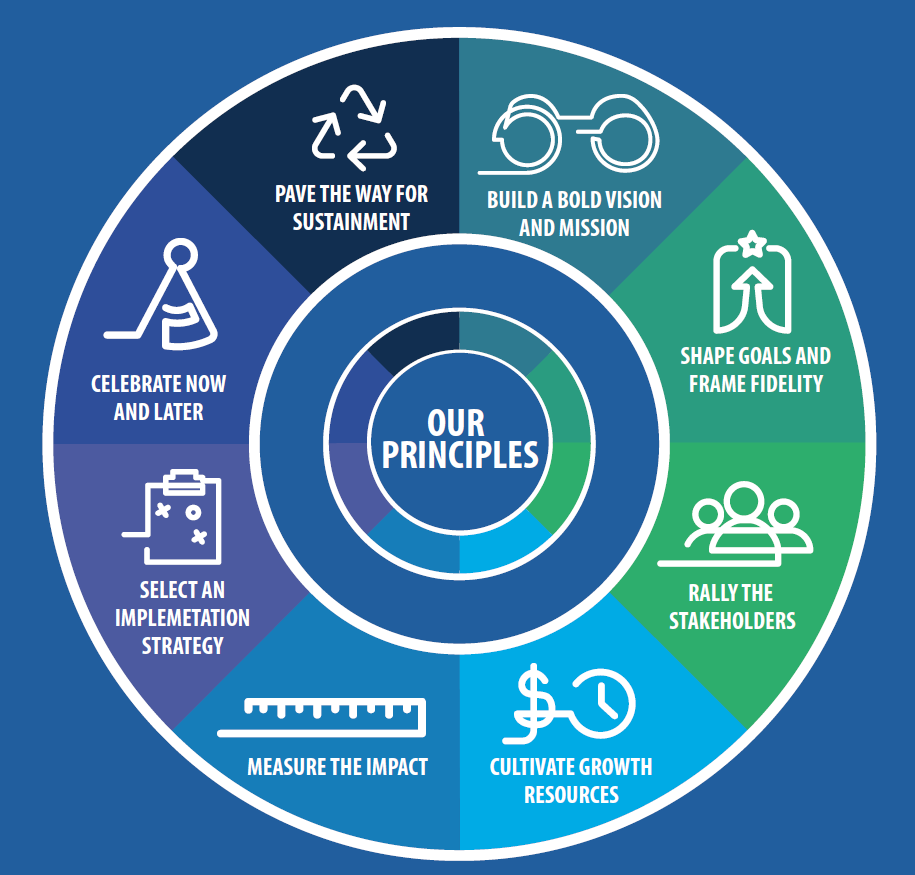 OUR
PRINCIPLES
BUILD A BOLD VISION
AND MISSION
SHAPE GOALS AND
FRAME FIDELITY
RALLY THE
STAKEHOLDERS
CULTIVATE GROWTH
RESOURCES
MEASURE THE IMPACT
SELECT AN
IMPLEMETATION
STRATEGY
CELEBRATE NOW
AND LATER
PAVE THE WAY FOR
SUSTAINMENT